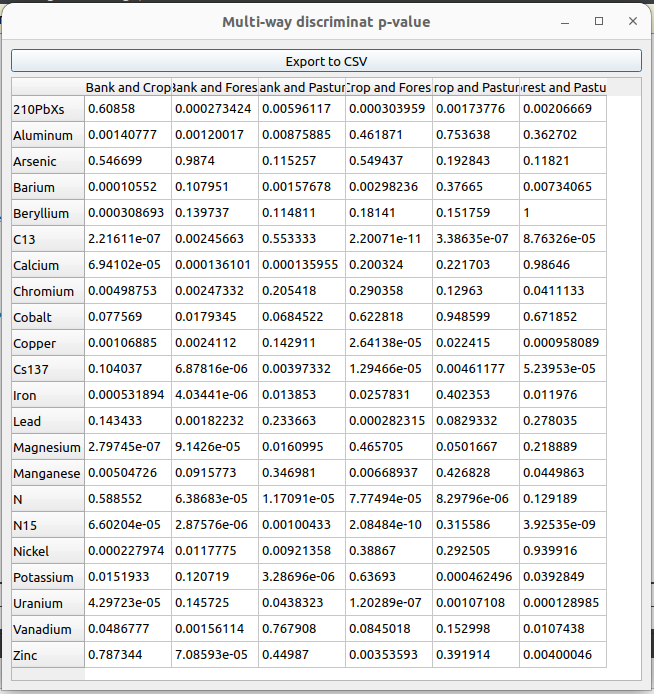 Multi-way discriminat p-value
Export to CSV
Bank and Crop Bank and Fores ank and Pastur Crop and Fores rop and Pastur rest and Pastu
210PbXs 0.60858 0.000273424 0.00596117 0.000303959 0.00173776 0.00206669
Aluminum 0.00140777 0.00120017 0.00875885 0.461871 0.753638 0.362702
Arsenic 0.546699 0.9874 0.115257 0.549437 0.192843 0.11821
Barium 0.00010552 0.107951 0.00157678 0.00298236 0.37665 0.00734065
Beryllium 0.000308693 0.139737 0.114811 0.18141 0.151759 1
C13 2.21611e-07 0.00245663 0.553333 2.20071e-11 3.38635e-07 8.76326e-05
Calcium 6.94102e-05 0.000136101 0.000135955 0.200324 0.221703 0.98646
Chromium 0.00498753 0.00247332 0.205418 0.290358 0.12963 0.0411133
Cobalt 0.077569 0.0179345 0.0684522 0.622818 0.948599 0.671852
Copper 0.00106885 0.0024112 0.142911 2.64138e-05 0.022415 0.000958089
Cs137 0.104037 6.87816e-06 0.00397332 1.29466e-05 0.00461177 5.23953e-05
Iron 0.000531894 4.03441e-06 0.013853 0.0257831 0.402353 0.011976
Lead 0.143433 0.00182232 0.233663 0.000282315 0.0829332 0.278035
Magnesium 2.79745e-07 9.1426e-05 0.0160995 0.465705 0.0501667 0.218889
Manganese 0.00504726 0.0915773 0.346981 0.00668937 0.426828 0.0449863
N 0.588552 6.38683e-05 1.17091e-05 7.77494e-05 8.29796e-06 0.129189
N15 6.60204e-05 2.87576e-06 0.00100433 2.08484e-10 0.315586 3.92535e-09
Nickel 0.000227974 0.0117775 0.00921358 0.38867 0.292505 0.939916
Potassium 0.0151933 0.120719 3.28696e-06 0.63693 0.000462496 0.0392849
Uranium 4.29723e-05 0.145725 0.0438323 1.20289e-07 0.00107108 0.000128985
Vanadium 0.0486777 0.00156114 0.767908 0.0845018 0.152998 0.0107438
Zinc 0.787344 7.08593e-05 0.44987 0.00353593 0.391914 0.00400046